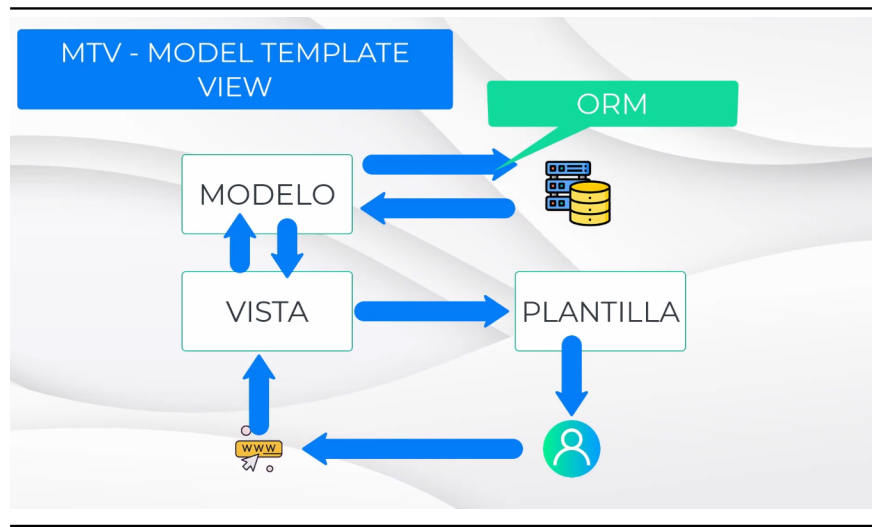 MTV - MODEL TEMPLATE
VIEW
ORM
MODELO
VISTA
PLANTILLA
WWW